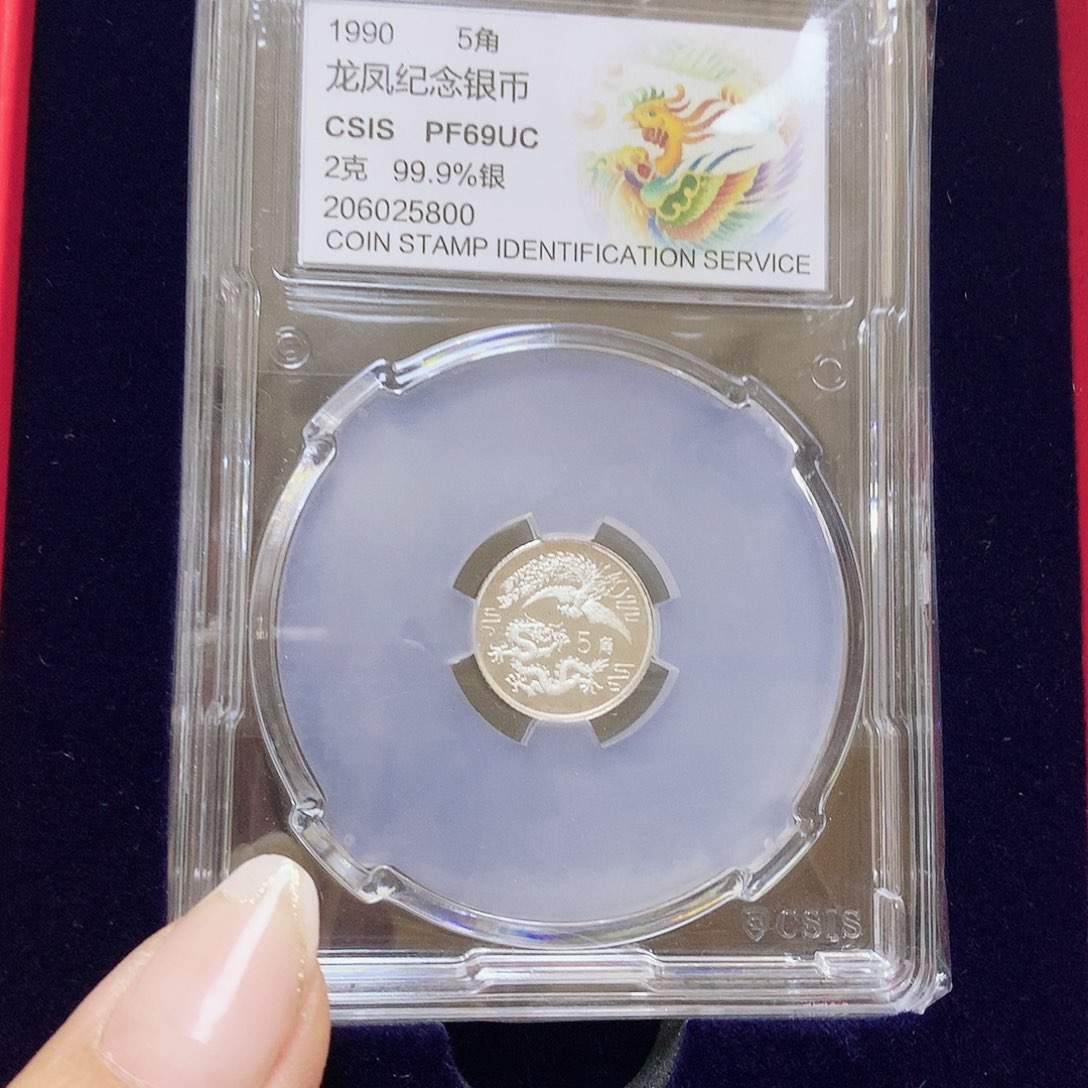 1990 5角
龙凤纪念银币
CSIS PF69UC
2克 99.9%银
206025800
COIN STAMP IDENTIFICATION SERVICE
5角
CSIS